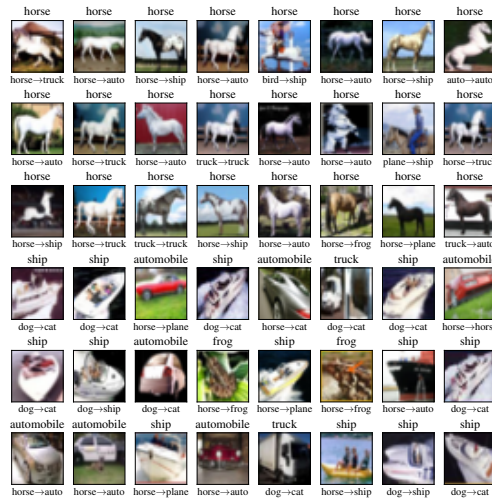 horse horse horse horse horse horse horse horse
horse→truck horse→auto horse→ship horse→auto bird→ship horse→auto horse→ship auto→auto
horse horse horse horse horse horse horse horse
horse→auto horse→truck horse→auto truck→truck horse→auto horse→auto plane→ship horse→truc
horse horse horse horse horse horse horse horse
horse→ship horse→truck truck→truck horse→ship horse→auto horse→frog horse→plane truck→auto
ship ship automobile ship automobile truck ship automobile
dog→cat dog→cat horse→plane dog→cat horse→cat dog→cat dog→cat horse→hors
ship ship automobile frog ship frog ship ship
dog→cat dog→ship dog→cat horse→frog horse→plane horse→frog horse→auto dog→cat
automobile automobile ship automobile truck ship ship ship
horse→auto horse→auto horse→plane horse→auto dog→cat horse→ship dog→ship dog→cat